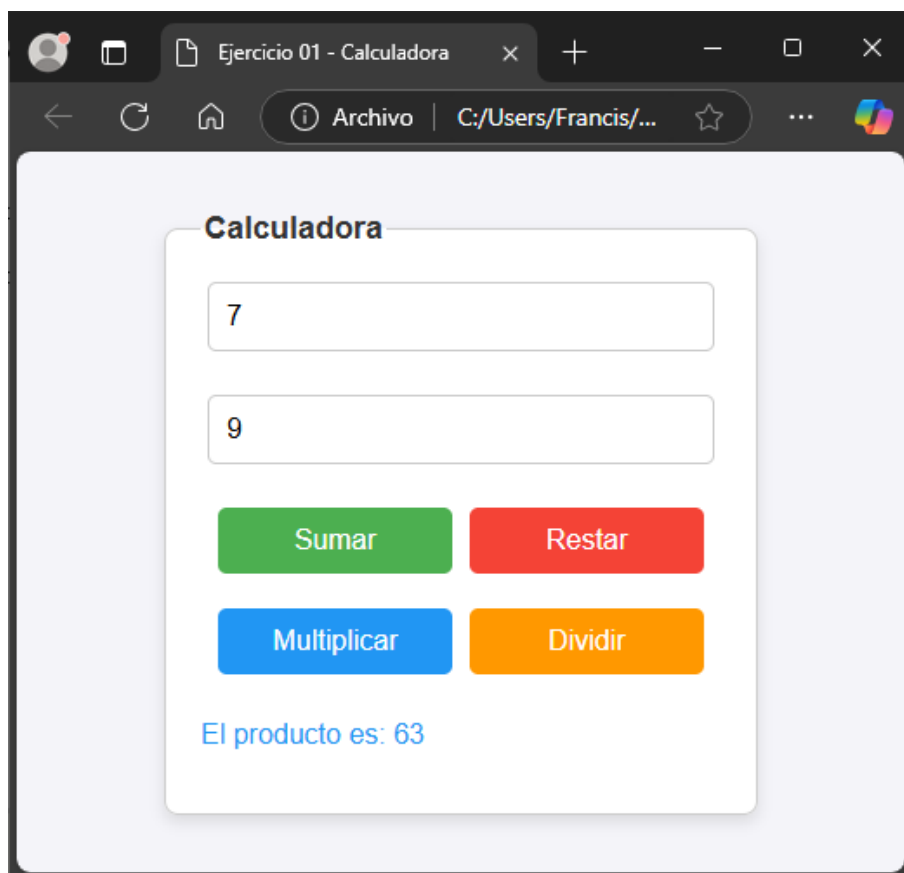 Ejercicio 01 - Calculadora
Archivo C:/Users/Francis/...
Calculadora
7
9
Sumar Restar
Multiplicar Dividir
El producto es: 63